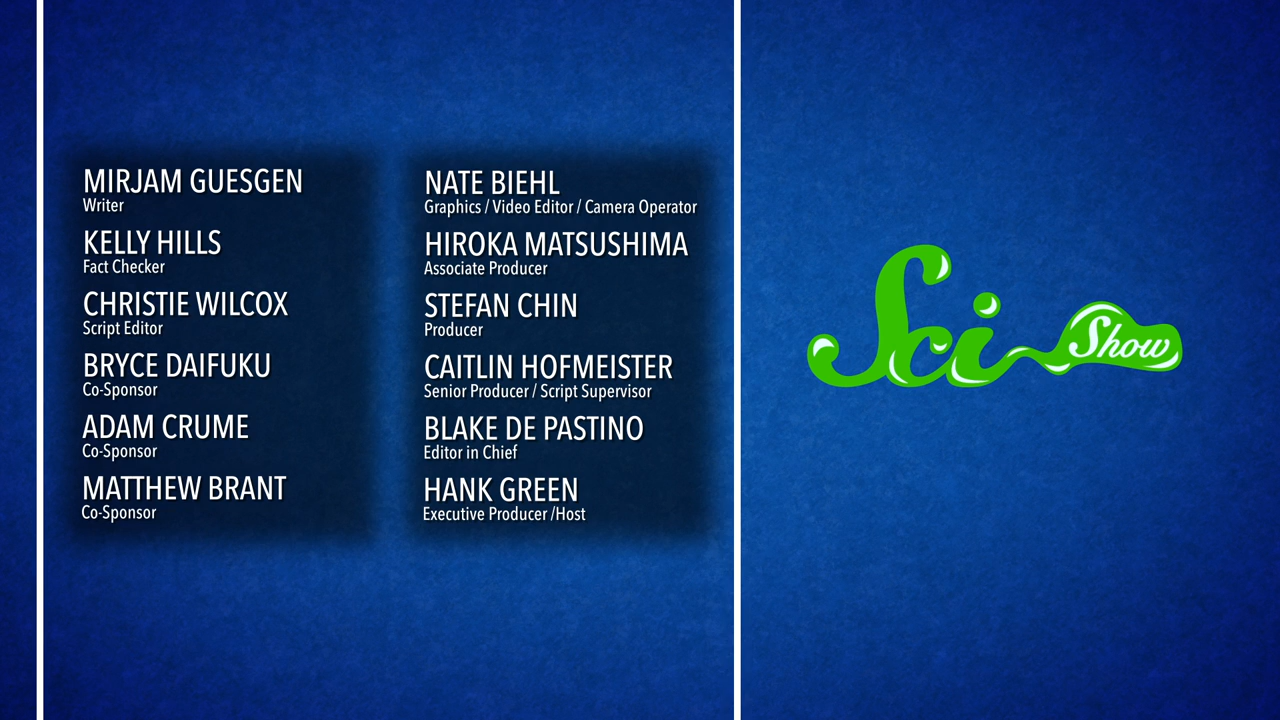 MIRJAM GUESGEN
Writer
KELLY HILLS
Fact Checker
CHRISTIE WILCOX
Script Editor
BRYCE DAIFUKU
Co-Sponsor
ADAM CRUME
Co-Sponsor
MATTHEW BRANT
Co-Sponsor
NATE BIEHL
Graphics / Video Editor / Camera Operator
HIROKA MATSUSHIMA
Associate Producer
STEFAN CHIN
Producer
CAITLIN HOFMEISTER
Senior Producer / Script Supervisor
BLAKE DE PASTINO
Editor in Chief
HANK GREEN
Executive Producer /Host
Sci Show